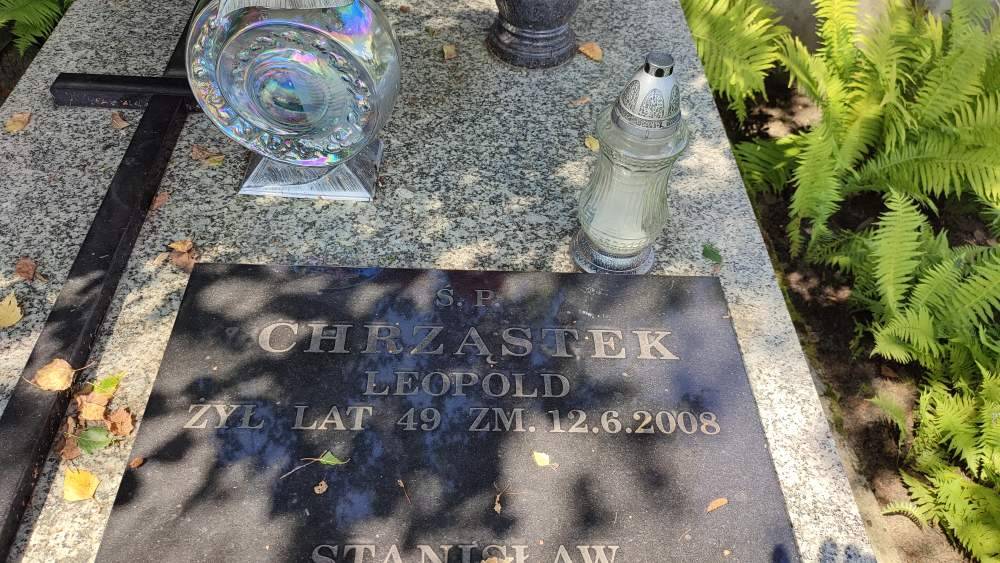 Ś. P.
CHRZĄSTEK
LEOPOLD
ŻYŁ LAT 49 ZM. 12.6.2008
STANISŁAW